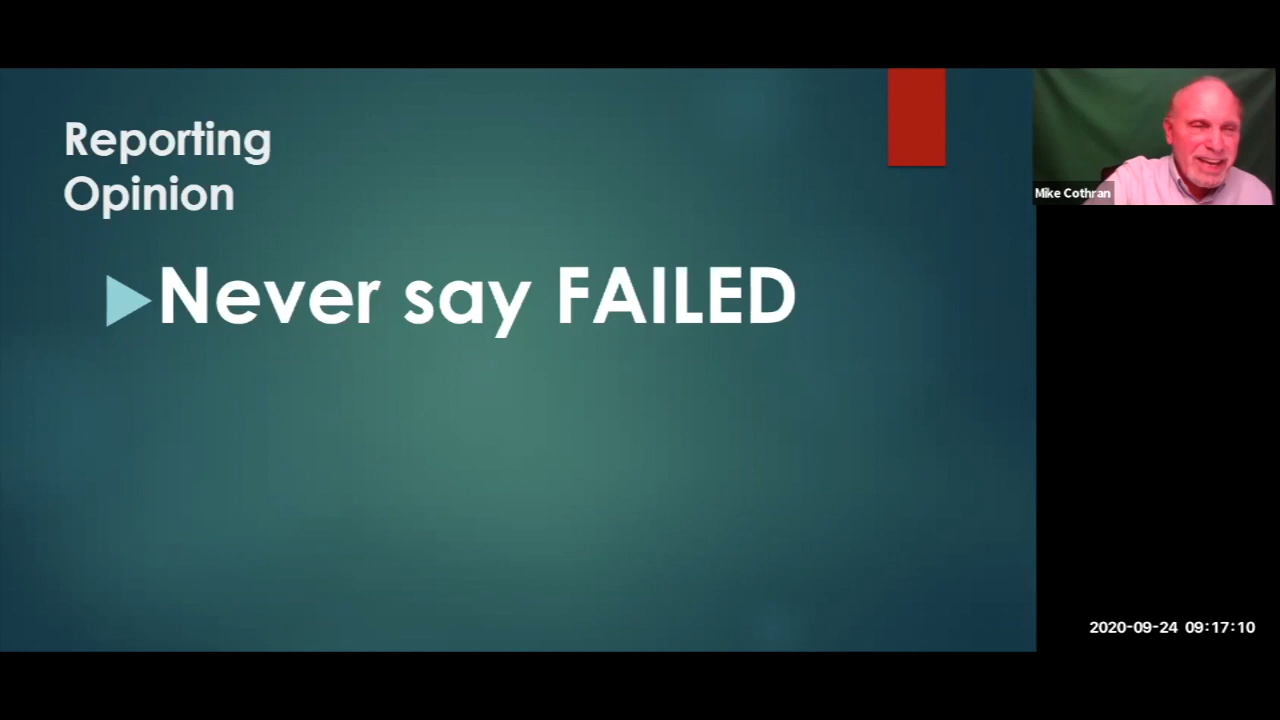 Reporting
Opinion
Never say FAILED
Mike Cothran
2020-09-24 09:17:10